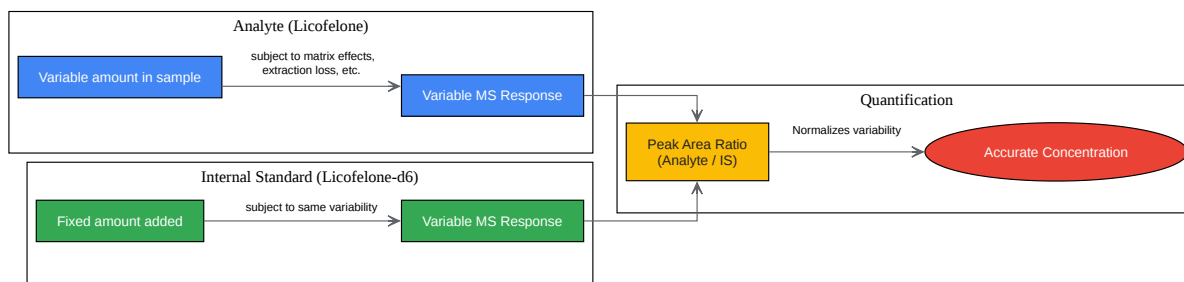 Analyte (Licofelone)
Variable amount in sample
subject to matrix effects,
extraction loss, etc.
Variable MS Response
Internal Standard (Licofelone-d6)
Fixed amount added
subject to same variability
Variable MS Response
Quantification
Peak Area Ratio
(Analyte / IS)
Normalizes variability
Accurate Concentration